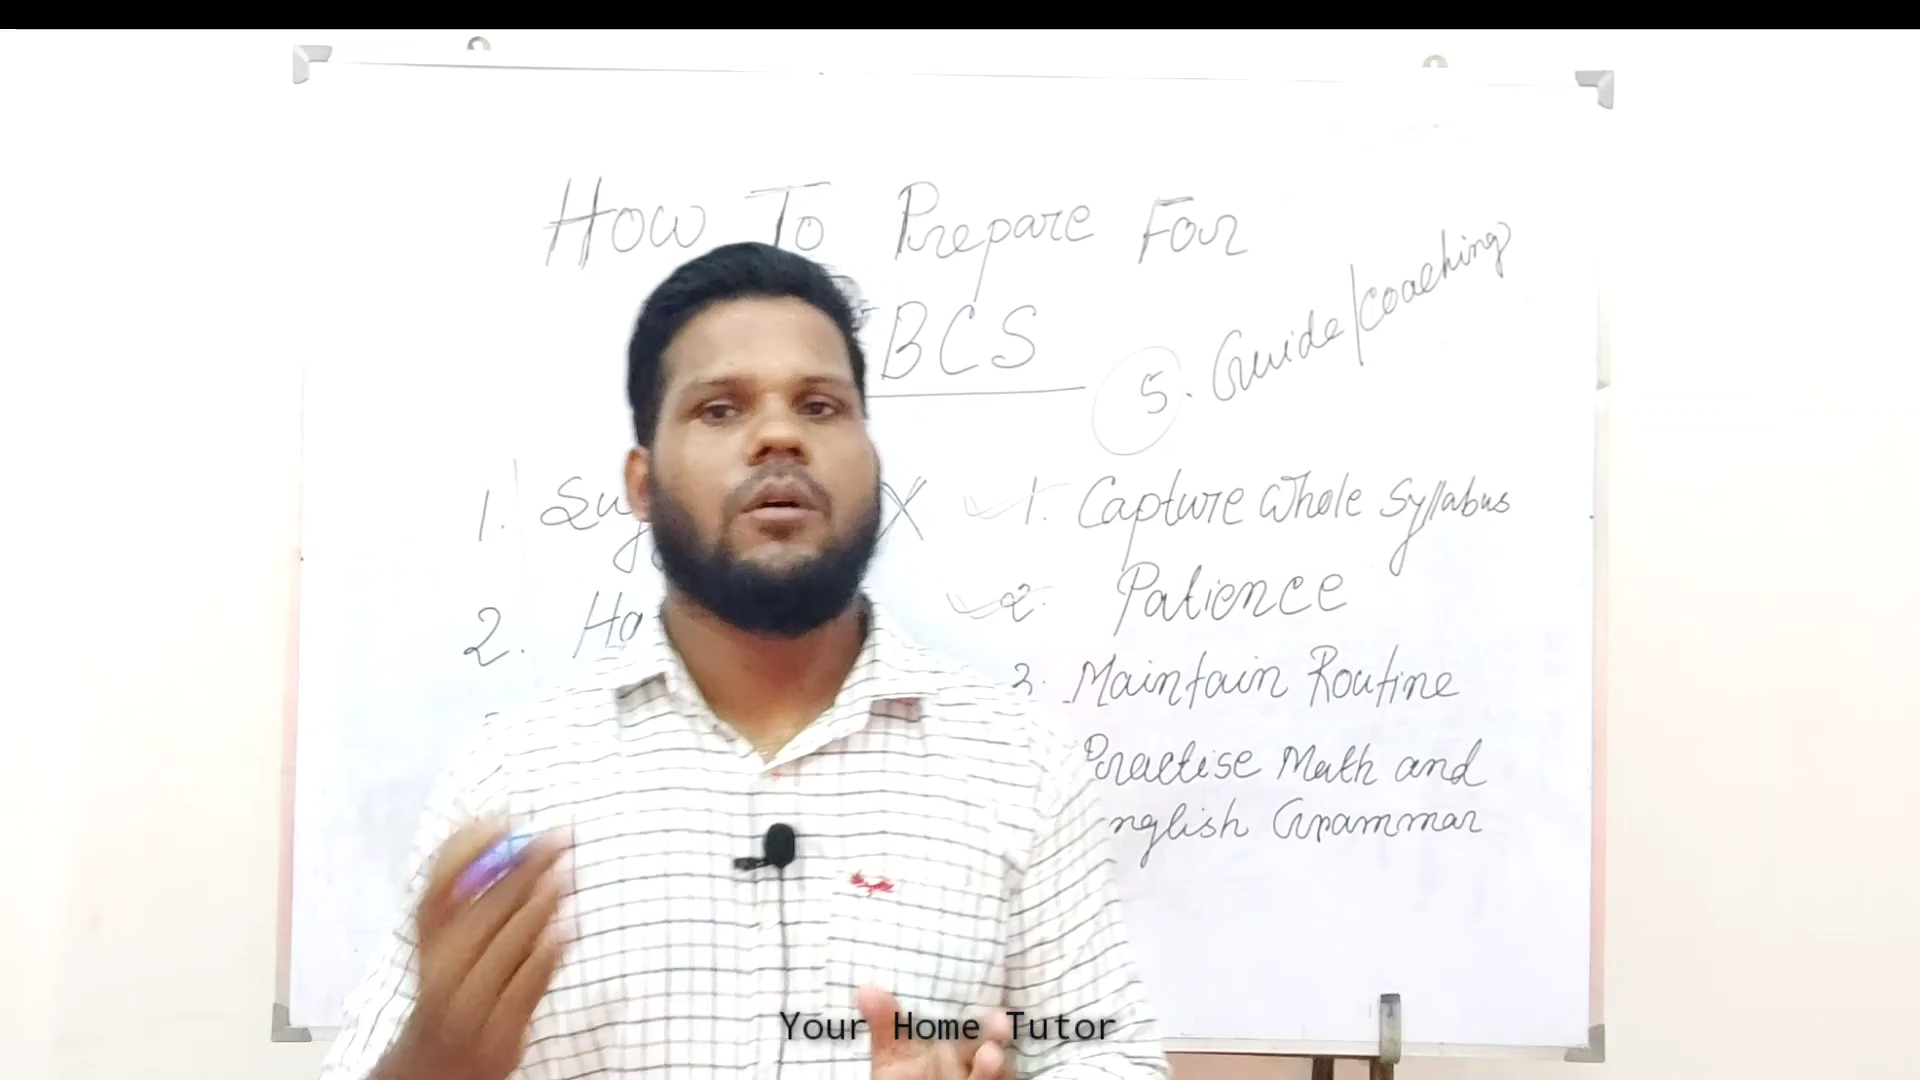 How To Prepare For
BCS
5. Guide/Coaching
1.
2.
1. Capture Whole Syllabus
2. Patience
3. Maintain Routine
Practise Math and
nglish Grammar
Your Home Tutor